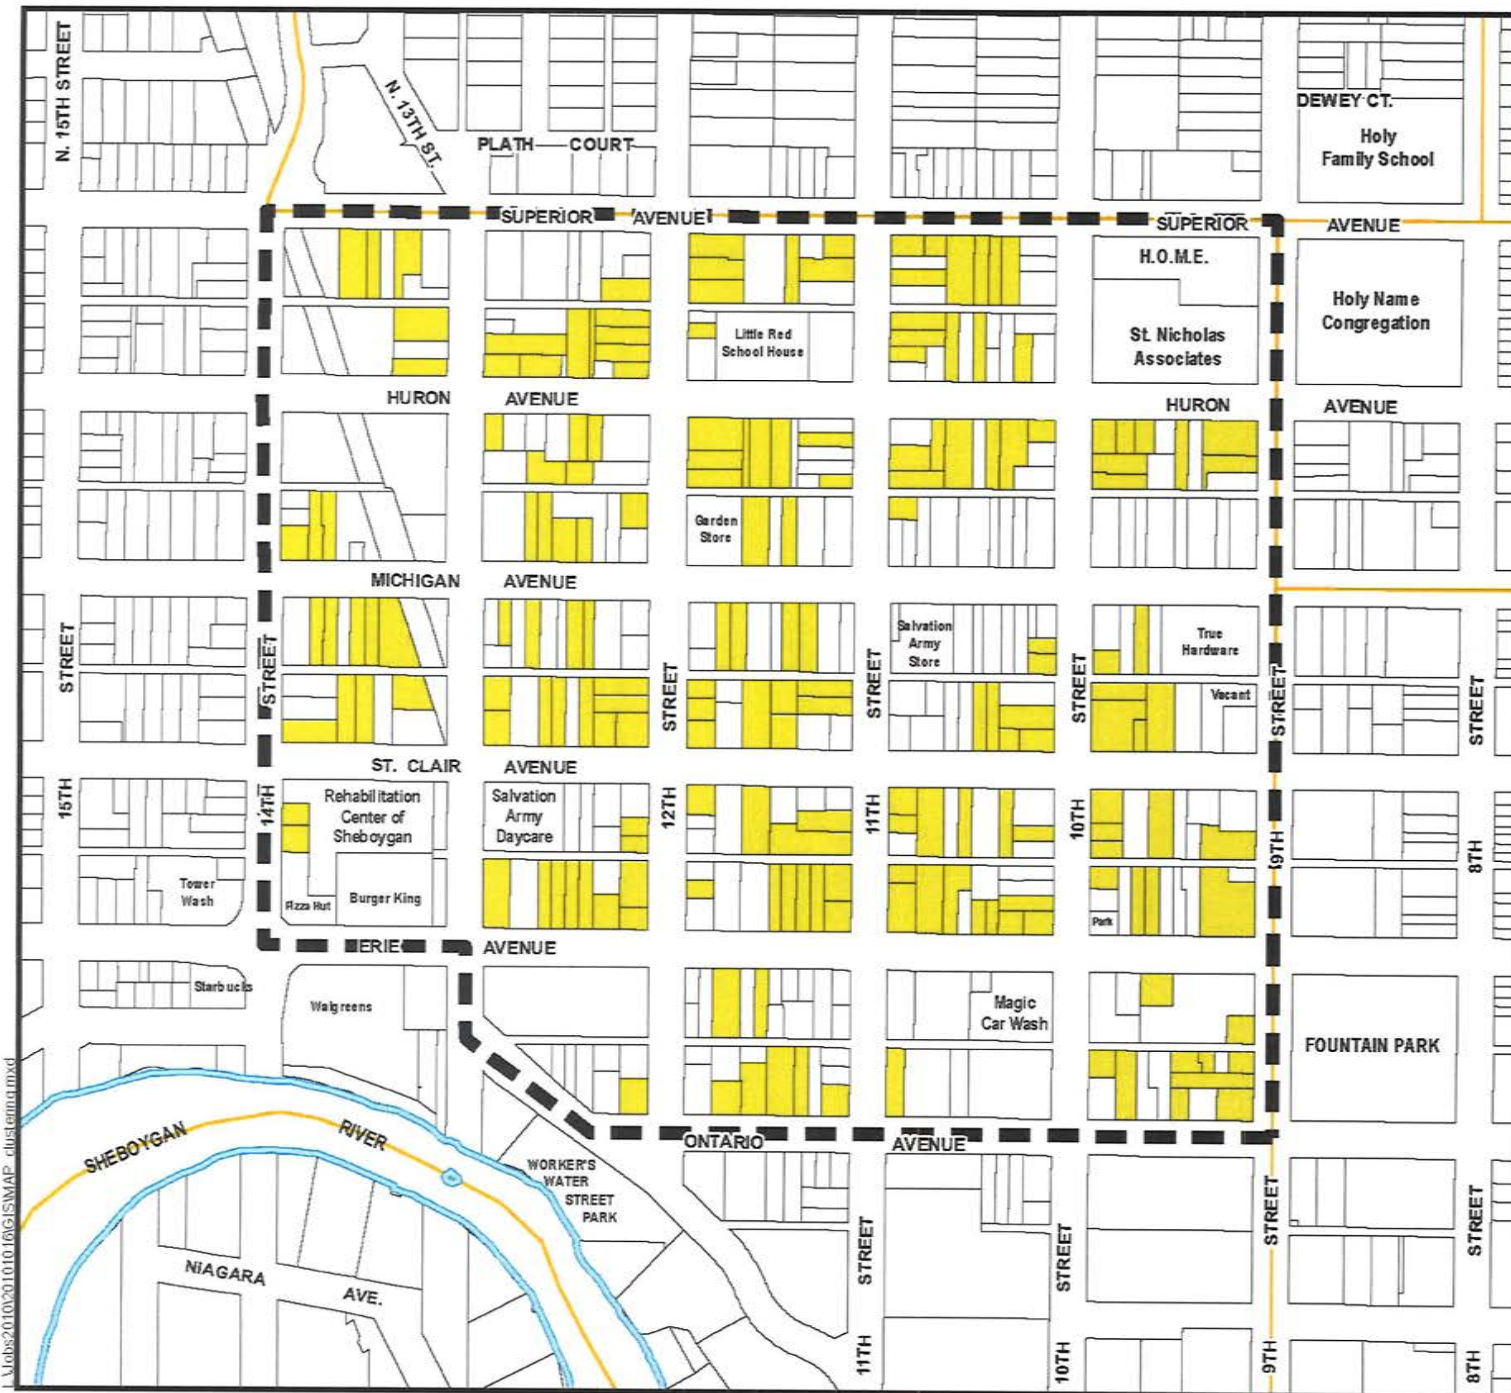 N. 15TH STREET
N. 13TH ST.
PLATH COURT
DEWEY CT.
Holy
Family School
SUPERIOR AVENUE
SUPERIOR AVENUE
H.O.M.E.
Holy Name
Congregation
Little Red
School House
St. Nicholas
Associates
HURON AVENUE
HURON AVENUE
Garden
Store
MICHIGAN AVENUE
Salvation
Army
Store
True
Hardware
Vacant
STREET
STREET
STREET
STREET
STREET
STREET
STREET
ST. CLAIR AVENUE
15TH
14TH
12TH
11TH
10TH
9TH
8TH
Rehabilitation
Center of
Sheboygan
Salvation
Army
Daycare
Tower
Wash
Pizza Hut
Burger King
Park
ERIE AVENUE
Starbucks
Walgreens
Magic
Car Wash
FOUNTAIN PARK
SHEBOYGAN RIVER
ONTARIO AVENUE
WORKER'S
WATER
STREET
PARK
NIAGARA AVE.
STREET
STREET
STREET
STREET
11TH
10TH
9TH
8TH